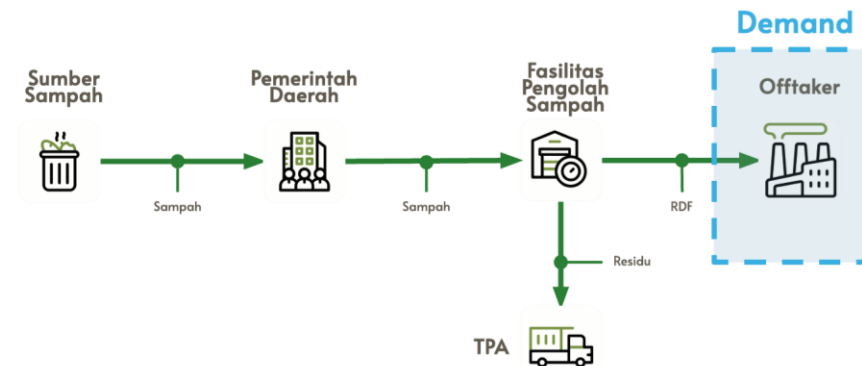 Demand
Sumber
Sampah
Pemerintah
Daerah
Fasilitas
Pengolah
Sampah
Offtaker
Sampah
Sampah
RDF
Residu
TPA